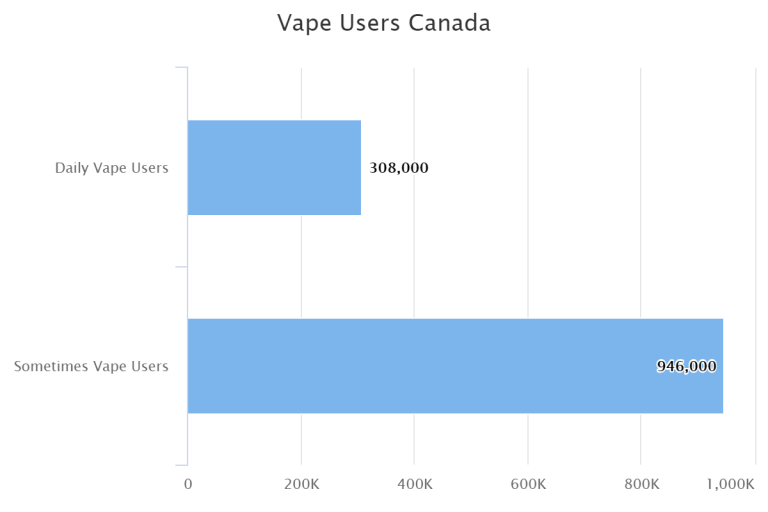 Vape Users Canada
Daily Vape Users
308,000
Sometimes Vape Users
946,000
0
200K
400K
600K
800K
1,000K